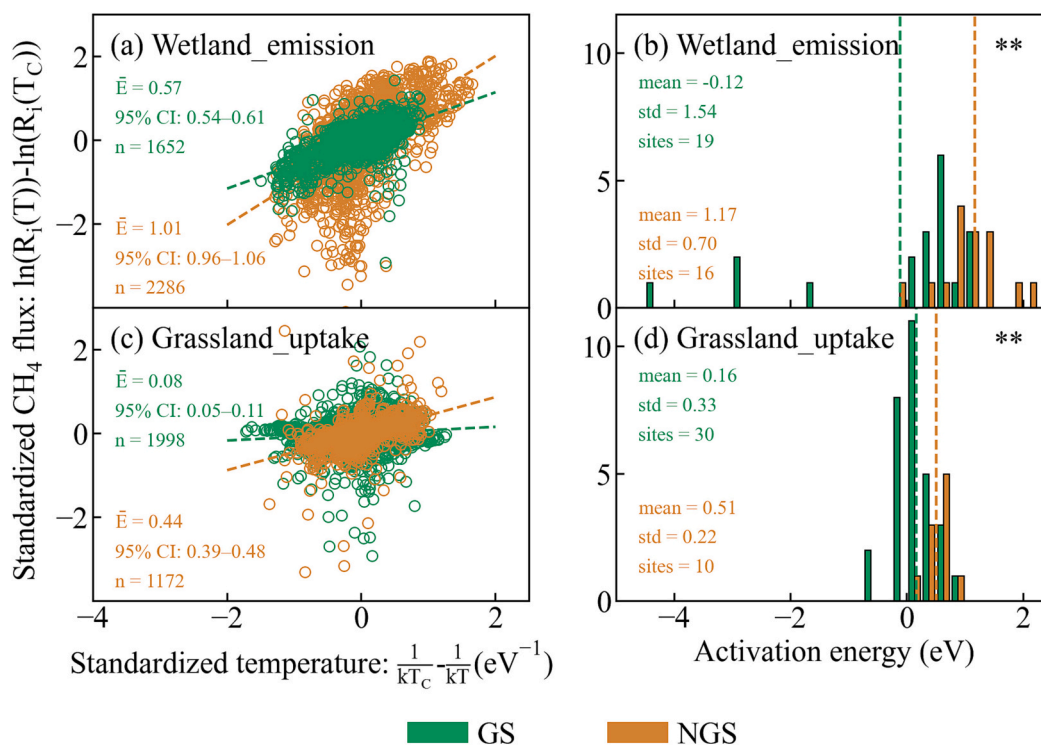 Standardized CH₄ flux: ln(Rᵢ(T))-ln(Rᵢ(T_C))
(a) Wetland_emission
Ē = 0.57
95% CI: 0.54–0.61
n = 1652
Ē = 1.01
95% CI: 0.96–1.06
n = 2286
2
0
−2
(b) Wetland_emission
**
mean = -0.12
std = 1.54
sites = 19
mean = 1.17
std = 0.70
sites = 16
10
5
0
(c) Grassland_uptake
Ē = 0.08
95% CI: 0.05–0.11
n = 1998
Ē = 0.44
95% CI: 0.39–0.48
n = 1172
2
0
−2
−4
−2
0
2
(d) Grassland_uptake
**
mean = 0.16
std = 0.33
sites = 30
mean = 0.51
std = 0.22
sites = 10
10
5
0
−4
−2
0
2
Standardized temperature: 1/kT_C - 1/kT (eV⁻¹)
Activation energy (eV)
GS
NGS